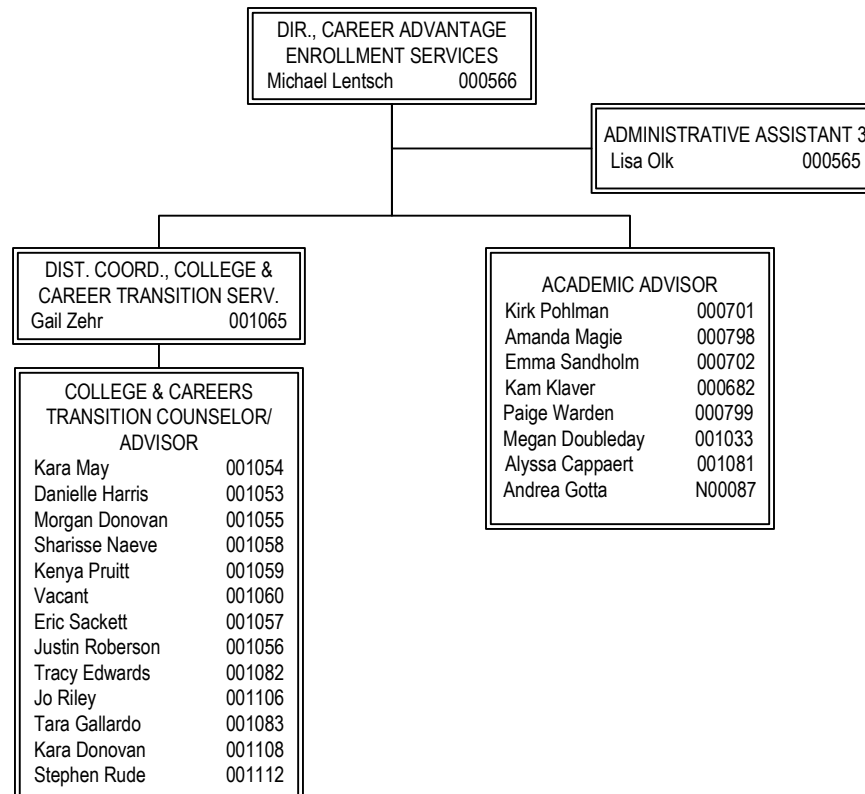 DIR., CAREER ADVANTAGE
ENROLLMENT SERVICES
Michael Lentsch 000566
ADMINISTRATIVE ASSISTANT 3
Lisa Olk 000565
DIST. COORD., COLLEGE &
CAREER TRANSITION SERV.
Gail Zehr 001065
COLLEGE & CAREERS
TRANSITION COUNSELOR/
ADVISOR
Kara May 001054
Danielle Harris 001053
Morgan Donovan 001055
Sharisse Naeve 001058
Kenya Pruitt 001059
Vacant 001060
Eric Sackett 001057
Justin Roberson 001056
Tracy Edwards 001082
Jo Riley 001106
Tara Gallardo 001083
Kara Donovan 001108
Stephen Rude 001112
ACADEMIC ADVISOR
Kirk Pohlman 000701
Amanda Magie 000798
Emma Sandholm 000702
Kam Klaver 000682
Paige Warden 000799
Megan Doubleday 001033
Alyssa Cappaert 001081
Andrea Gotta N00087